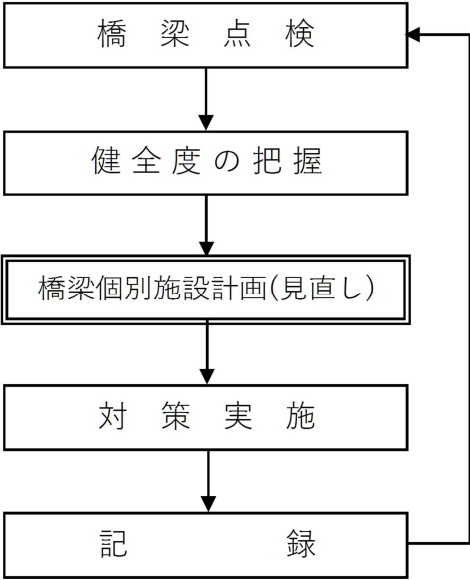 橋梁点検
健全度の把握
橋梁個別施設計画(見直し)
対策実施
記録